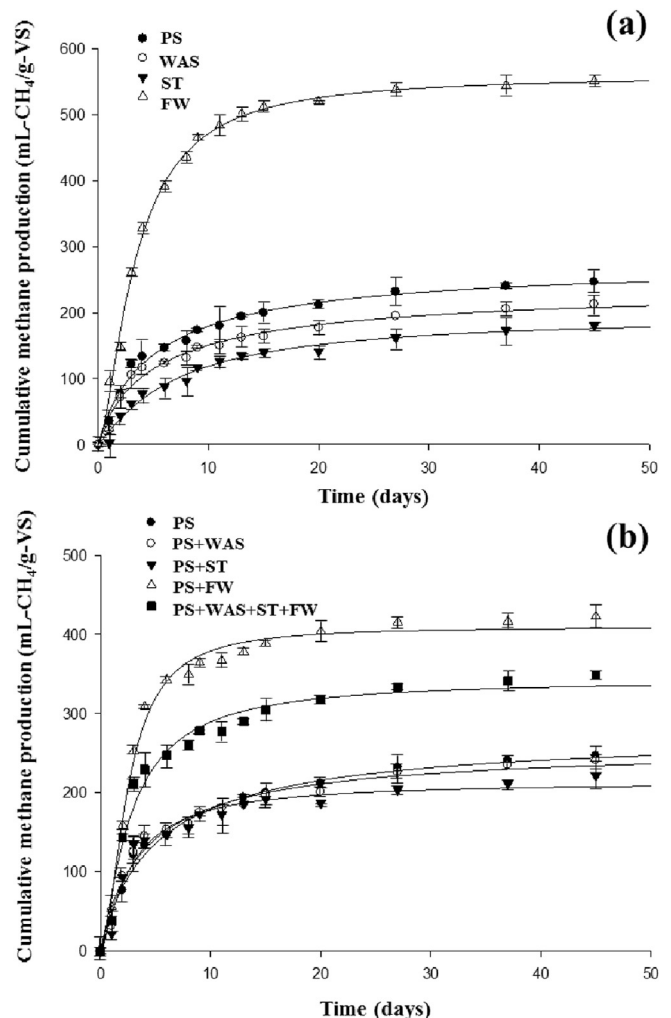 (a)
PS
WAS
ST
FW
Cumulative methane production (mL-CH4/g-VS)
600
500
400
300
200
100
0
0 10 20 30 40 50
Time (days)
(b)
PS
PS+WAS
PS+ST
PS+FW
PS+WAS+ST+FW
Cumulative methane production (mL-CH4/g-VS)
500
400
300
200
100
0
0 10 20 30 40 50
Time (days)